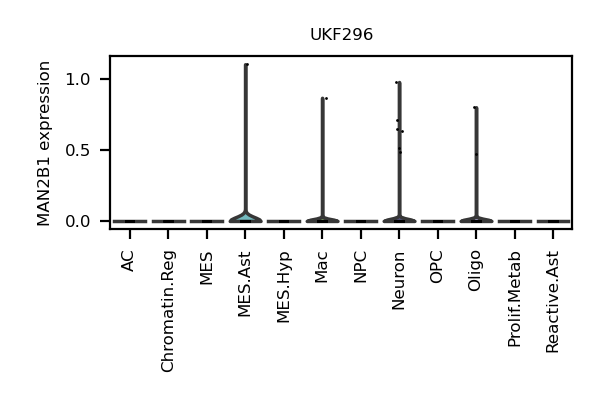 UKF296
MAN2B1 expression
1.0
0.5
0.0
AC
Chromatin.Reg
MES
MES.Ast
MES.Hyp
Mac
NPC
Neuron
OPC
Oligo
Prolif.Metab
Reactive.Ast